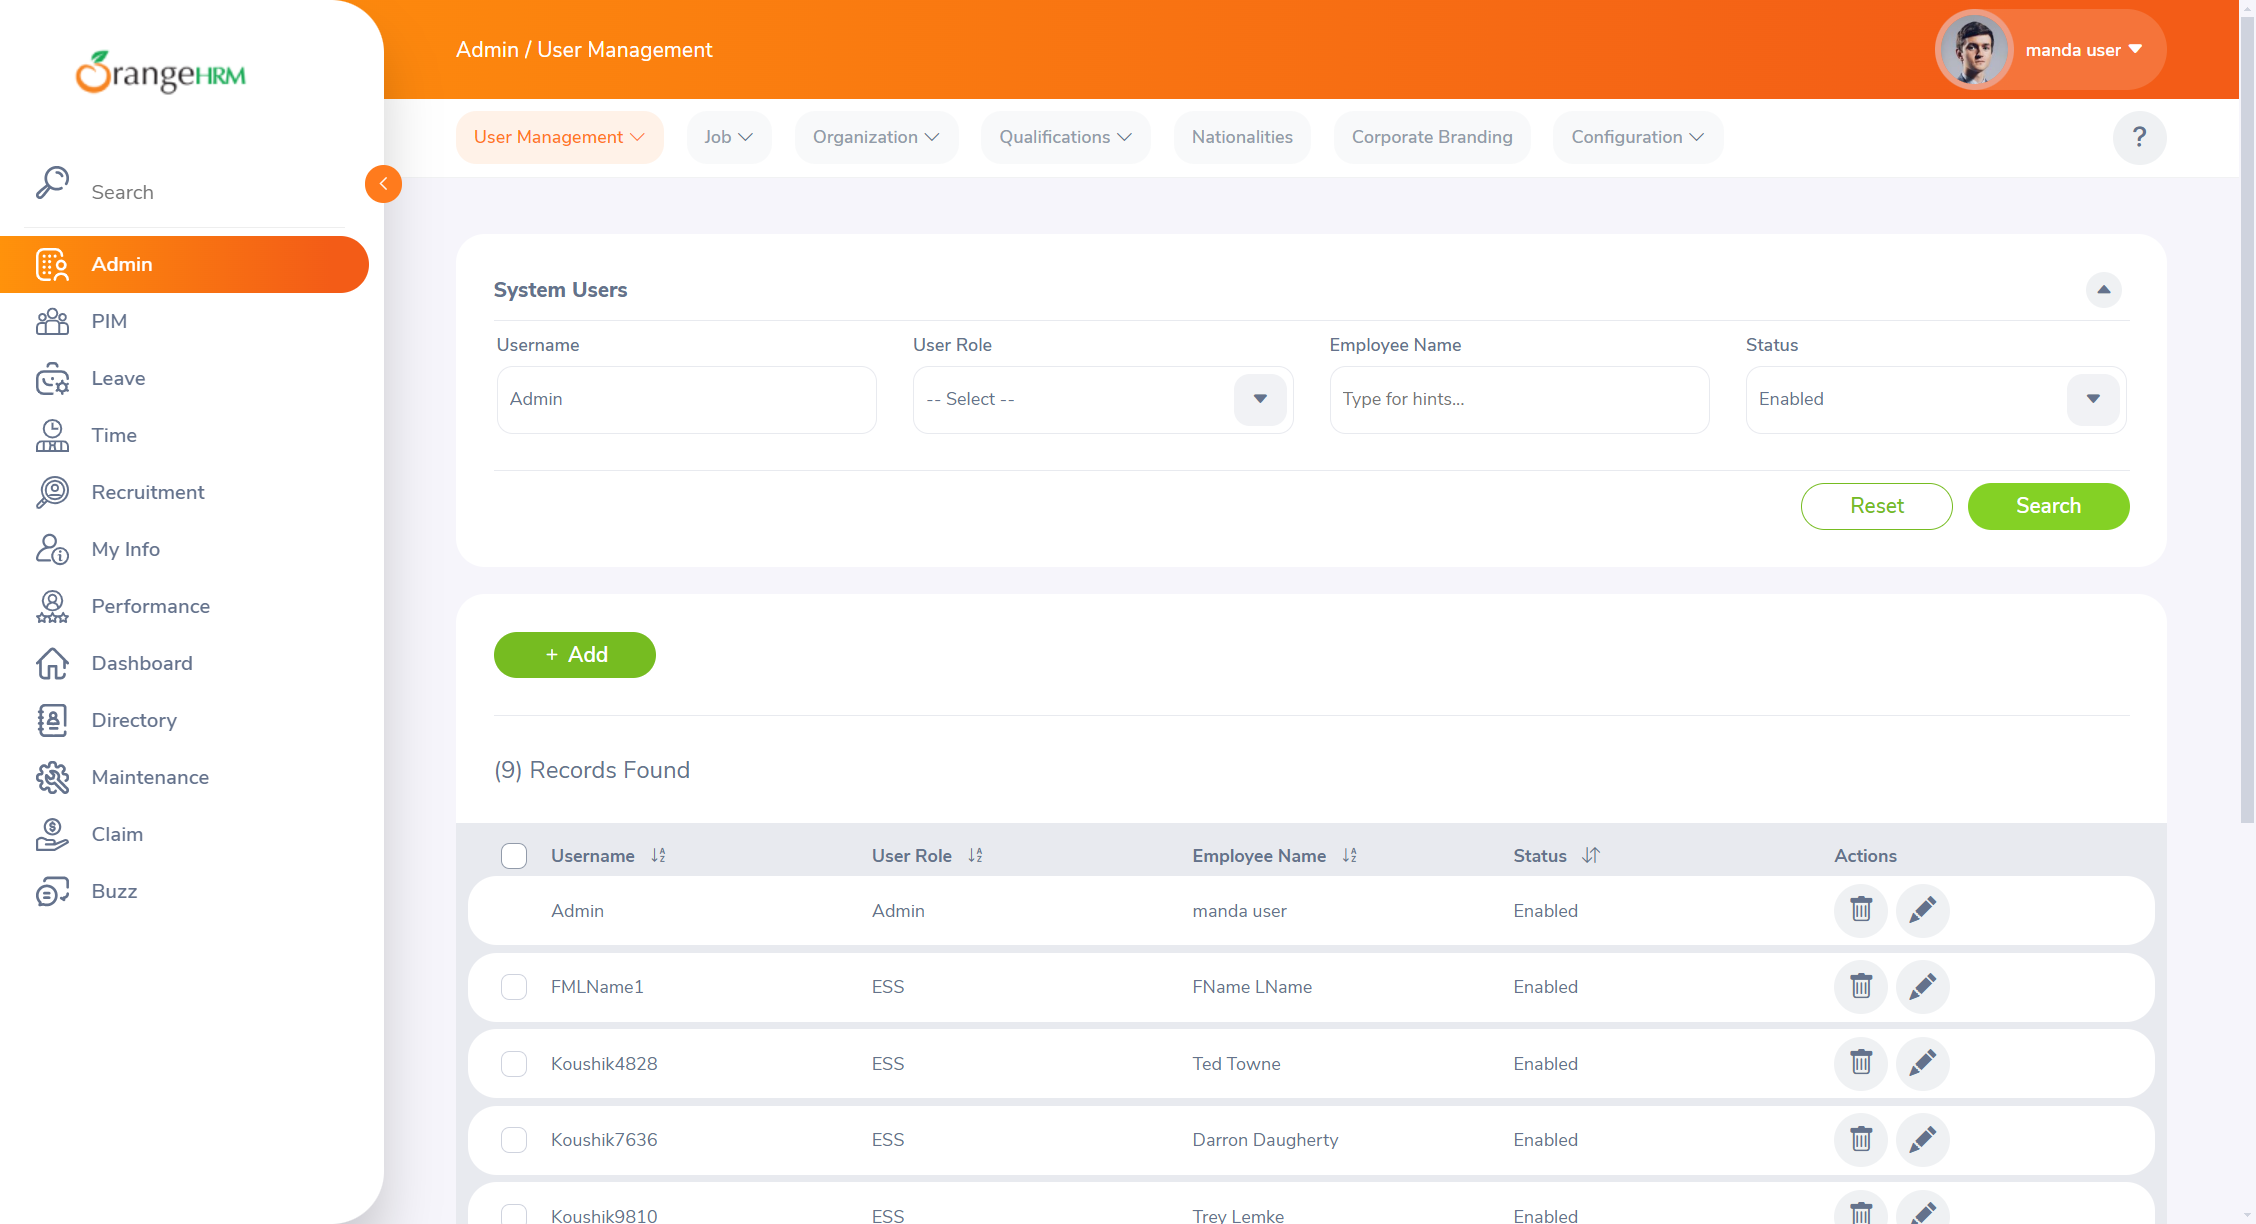 OrangeHRM
Admin / User Management
manda user
User Management
Job
Organization
Qualifications
Nationalities
Corporate Branding
Configuration
?
Search
Admin
PIM
Leave
Time
Recruitment
My Info
Performance
Dashboard
Directory
Maintenance
Claim
Buzz
System Users
Username
User Role
Employee Name
Status
Admin
-- Select --
Type for hints...
Enabled
Reset
Search
+ Add
(9) Records Found
Username
User Role
Employee Name
Status
Actions
Admin
Admin
manda user
Enabled
FMLName1
ESS
FName LName
Enabled
Koushik4828
ESS
Ted Towne
Enabled
Koushik7636
ESS
Darron Daugherty
Enabled
Koushik9810
ESS
Trey Lemke
Enabled